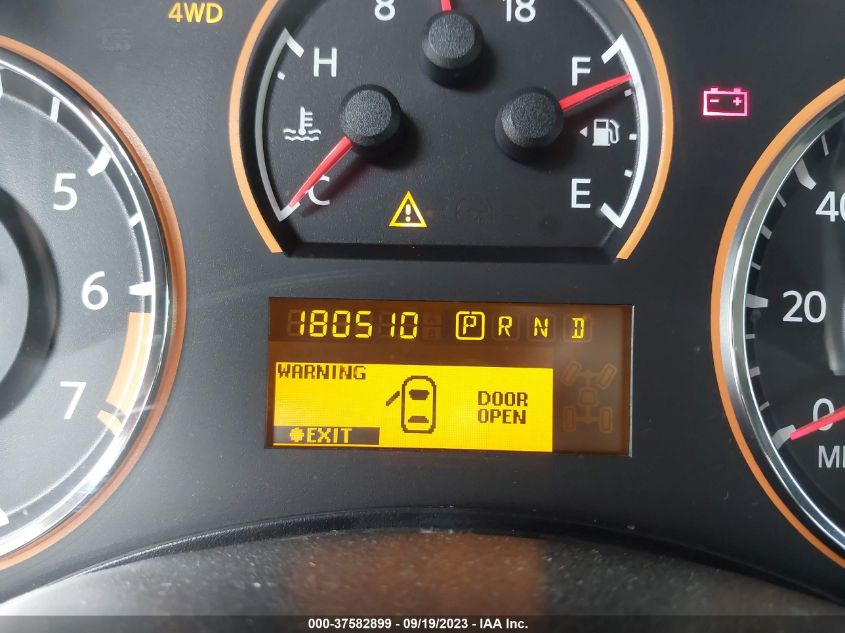 4WD
8 18
H F
C E
5
6
7
40
20
0
180510 P R N D
WARNING
DOOR
OPEN
EXIT
000-37582899 - 09/19/2023 - IAA Inc.